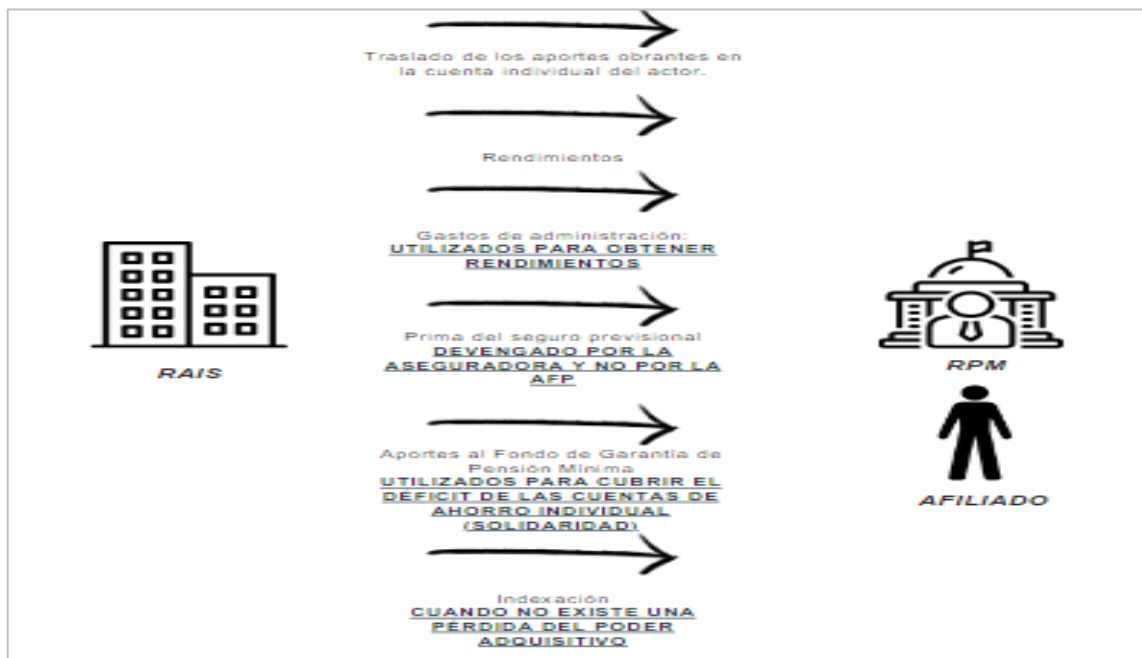 Traslado de los aportes obrantes en
la cuenta individual del actor.
Rendimientos
Gastos de administración:
UTILIZADOS PARA OBTENER
RENDIMIENTOS
Prima del seguro previsional
DEVENGADO POR LA
ASEGURADORA Y NO POR LA
AFP
Aportes al Fondo de Garantía de
Pensión Mínima
UTILIZADOS PARA CUBRIR EL
DÉFICIT DE LAS CUENTAS DE
AHORRO INDIVIDUAL
(SOLIDARIDAD)
Indexación
CUANDO NO EXISTE UNA
PÉRDIDA DEL PODER
ADQUISITIVO
RAIS
RPM
AFILIADO